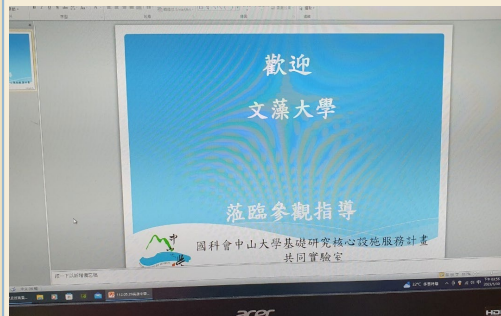 歡迎
文藻大學
蒞臨參觀指導
國科會中山大學基礎研究核心設施服務計畫
共同實驗室
acer